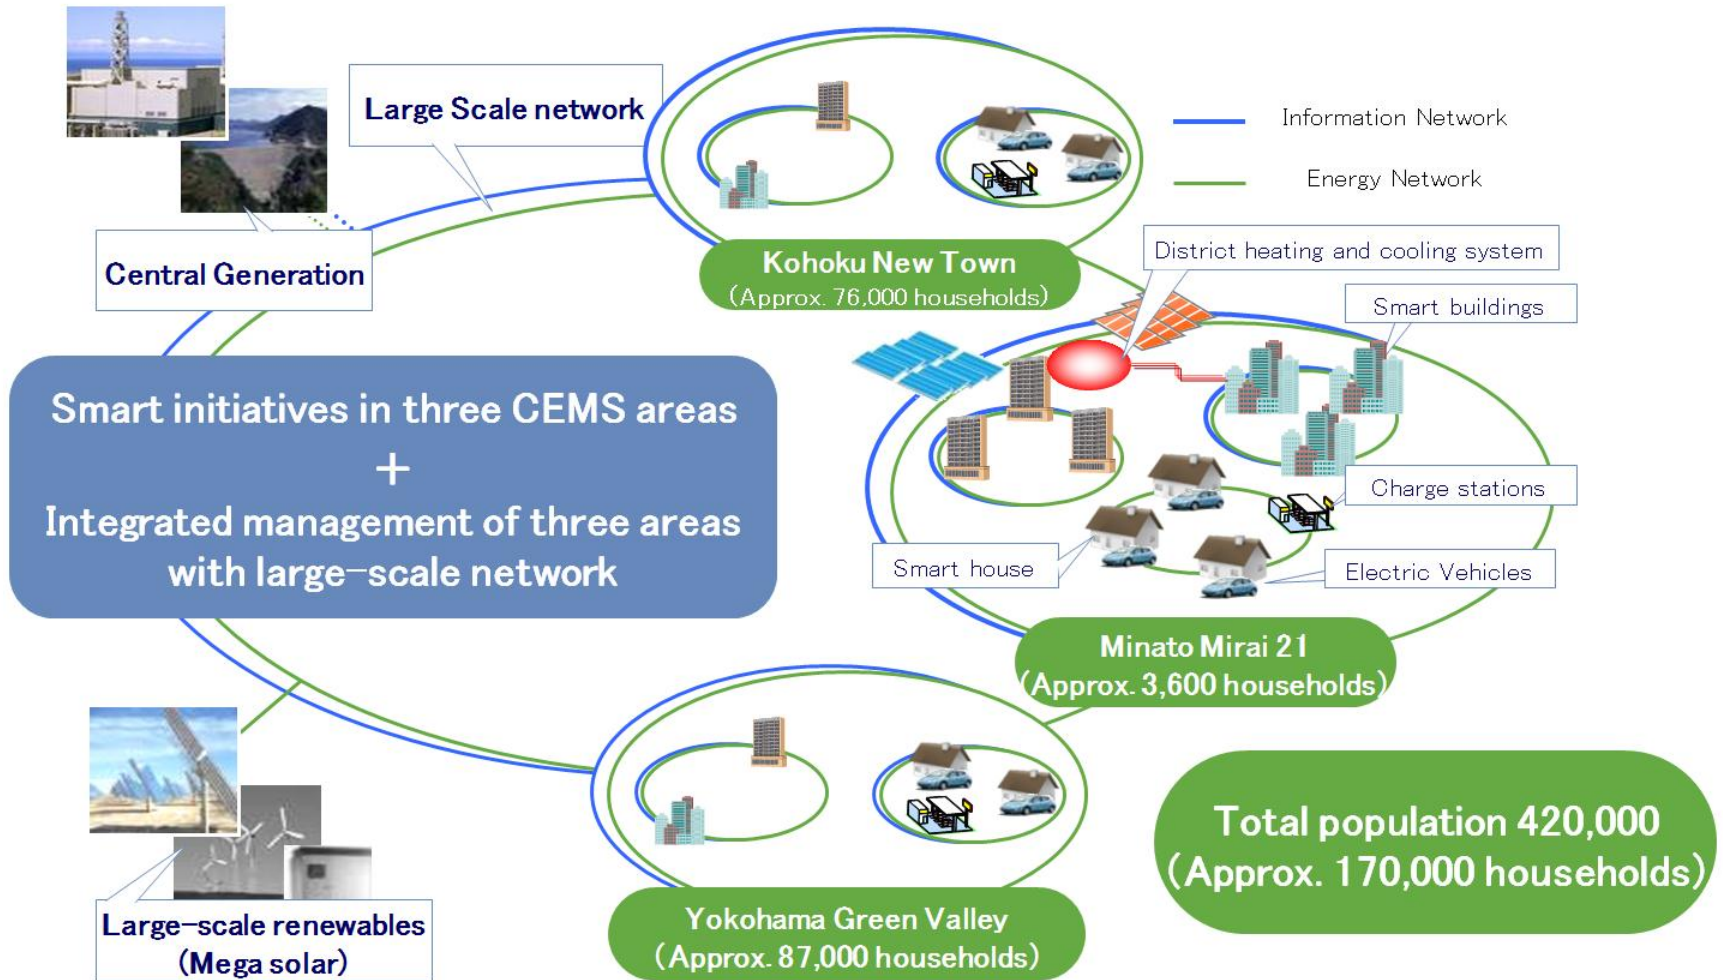 Large Scale network
Central Generation
Information Network
Energy Network
Kohoku New Town
(Approx. 76,000 households)
District heating and cooling system
Smart buildings
Smart initiatives in three CEMS areas
+
Integrated management of three areas
with large-scale network
Charge stations
Smart house
Electric Vehicles
Minato Mirai 21
(Approx. 3,600 households)
Large-scale renewables
(Mega solar)
Yokohama Green Valley
(Approx. 87,000 households)
Total population 420,000
(Approx. 170,000 households)